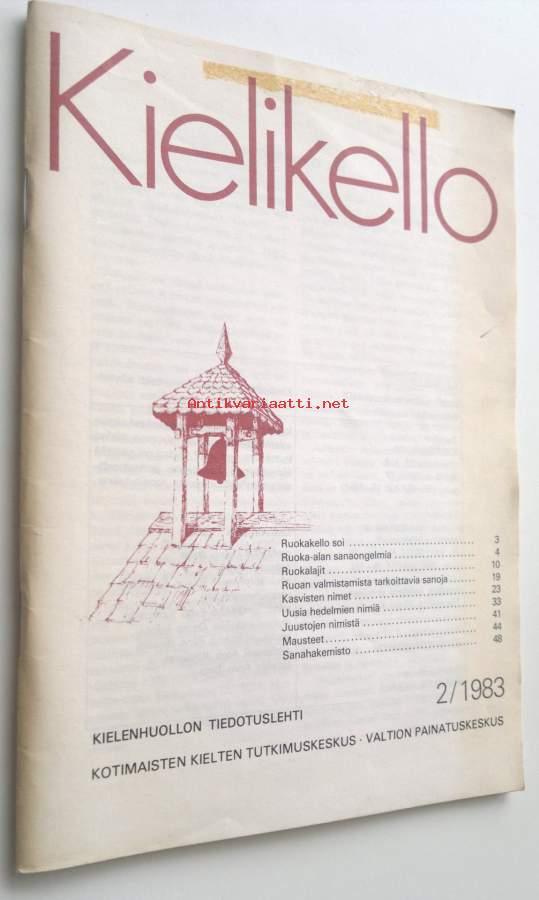 Kielikello
Antikvariaatti.net
Ruokakello soi ........................................ 3
Ruoka-alan sanaongelmia ........................ 4
Ruokalajit ............................................. 10
Ruoan valmistamista tarkoittavia sanoja ....... 19
Kasvisten nimet ..................................... 23
Uusia hedelmien nimiä ............................ 33
Juustojen nimistä ................................... 41
Mausteet .............................................. 44
Sanahakemisto ...................................... 48
2/1983
KIELENHUOLLON TIEDOTUSLEHTI
KOTIMAISTEN KIELTEN TUTKIMUSKESKUS · VALTION PAINATUSKESKUS